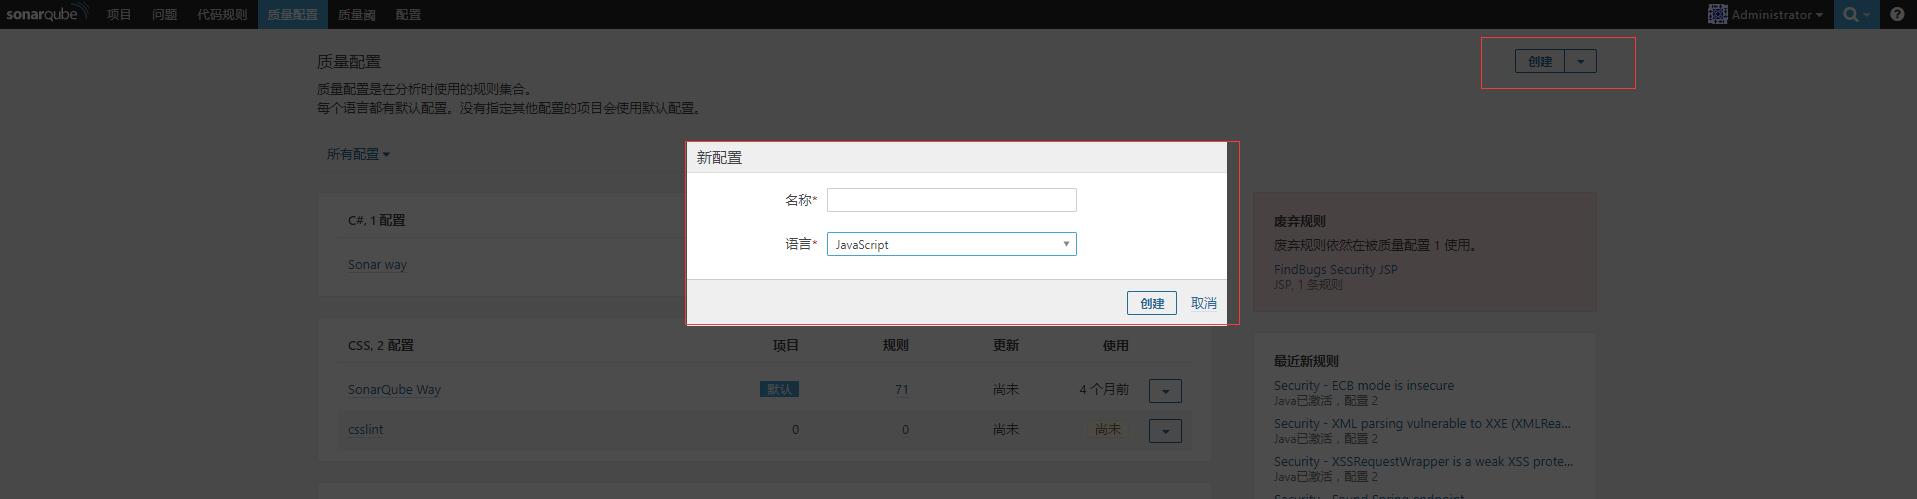 sonarqube 项目 问题 代码规则 质量配置 质量阈 配置 Administrator
质量配置
创建
质量配置是在分析时使用的规则集合。
每个语言都有默认配置。没有指定其他配置的项目会使用默认配置。
所有配置
新配置
名称*
语言* JavaScript
创建 取消
C#, 1 配置
Sonar way
CSS, 2 配置 项目 规则 更新 使用
SonarQube Way 默认 71 尚未 4 个月前
csslint 0 0 尚未 尚未
废弃规则
废弃规则依然在被质量配置 1 使用。
FindBugs Security JSP
JSP, 1 条规则
最近新规则
Security - ECB mode is insecure
Java已激活，配置 2
Security - XML parsing vulnerable to XXE (XMLRea...
Java已激活，配置 2
Security - XSSRequestWrapper is a weak XSS prote...
Java已激活，配置 2
Security - Found Spring endpoint